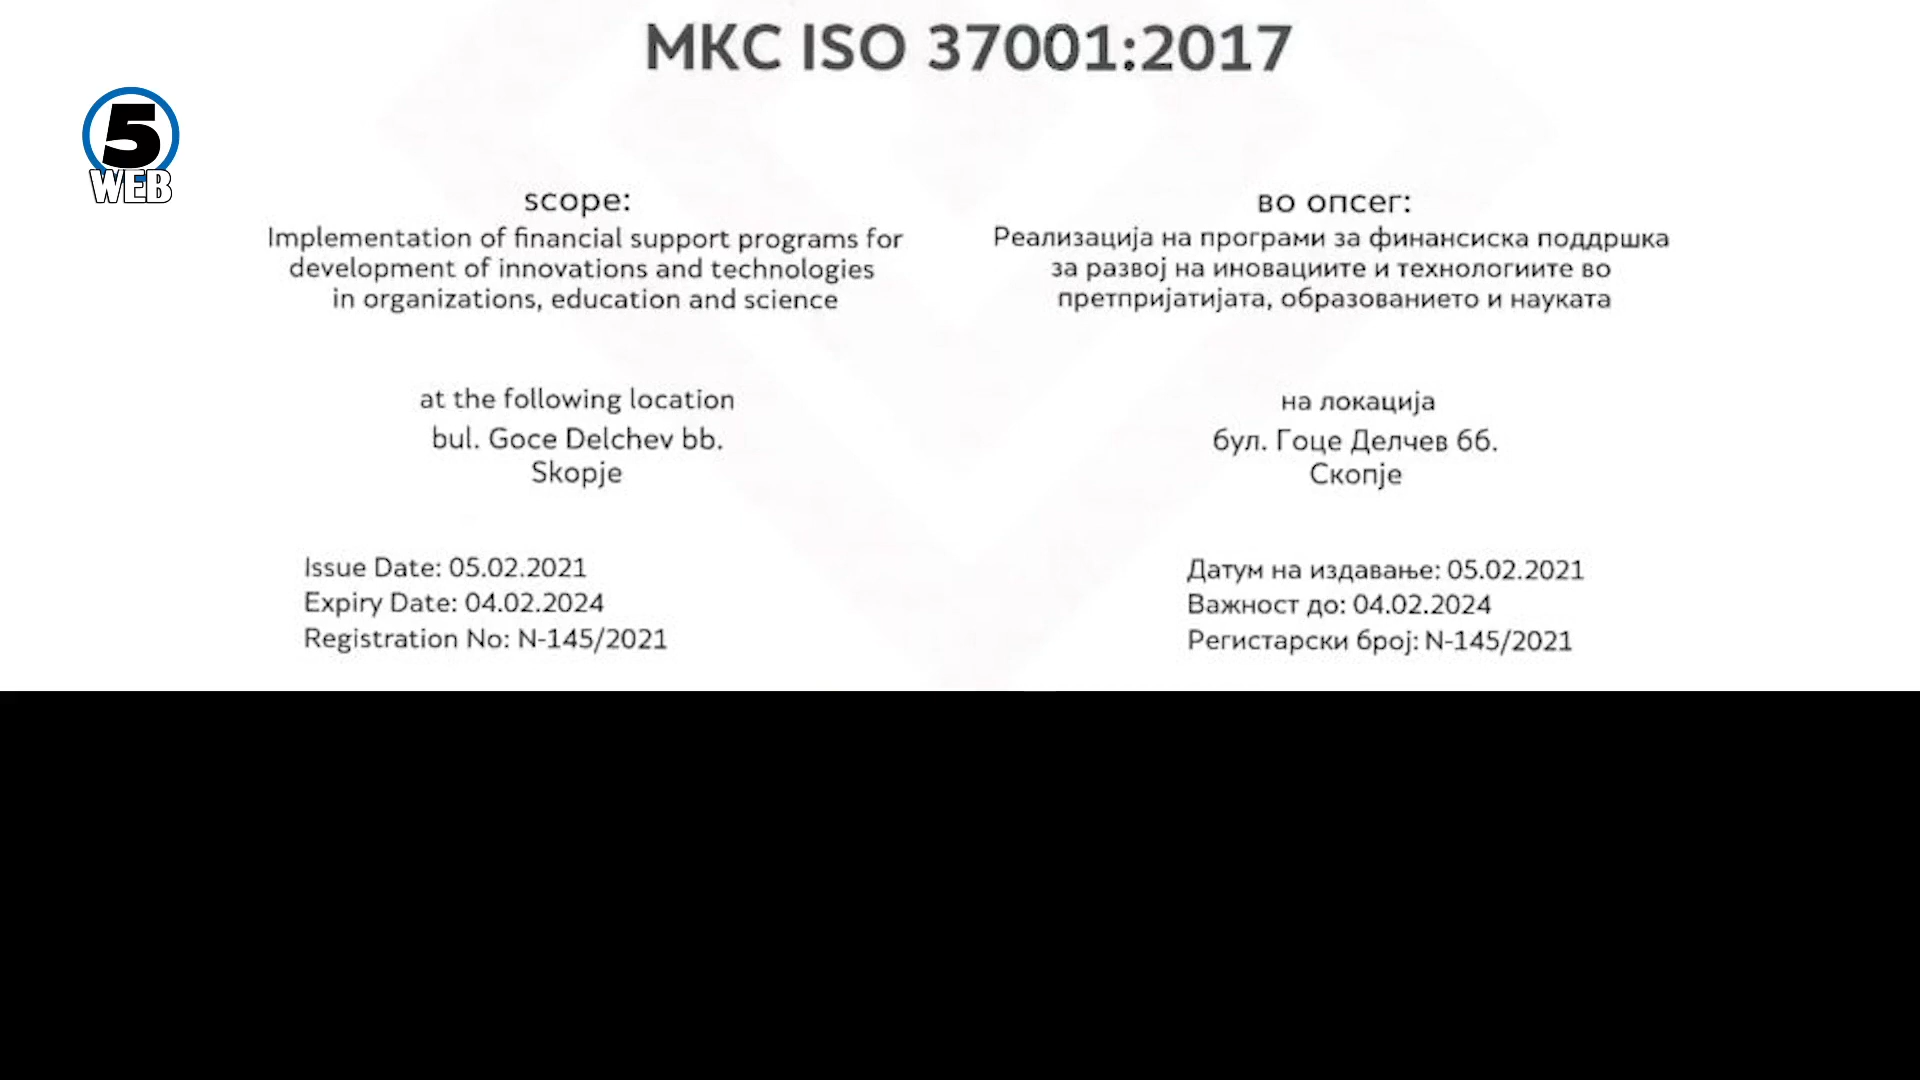 МКС ISO 37001:2017
5
WEB
scope:
Implementation of financial support programs for
development of innovations and technologies
in organizations, education and science
at the following location
bul. Goce Delchev bb.
Skopje
Issue Date: 05.02.2021
Expiry Date: 04.02.2024
Registration No: N-145/2021
во опсег:
Реализација на програми за финансиска поддршка
за развој на иновациите и технологиите во
претпријатијата, образованието и науката
на локација
бул. Гоце Делчев бб.
Скопје
Датум на издавање: 05.02.2021
Важност до: 04.02.2024
Регистарски број: N-145/2021